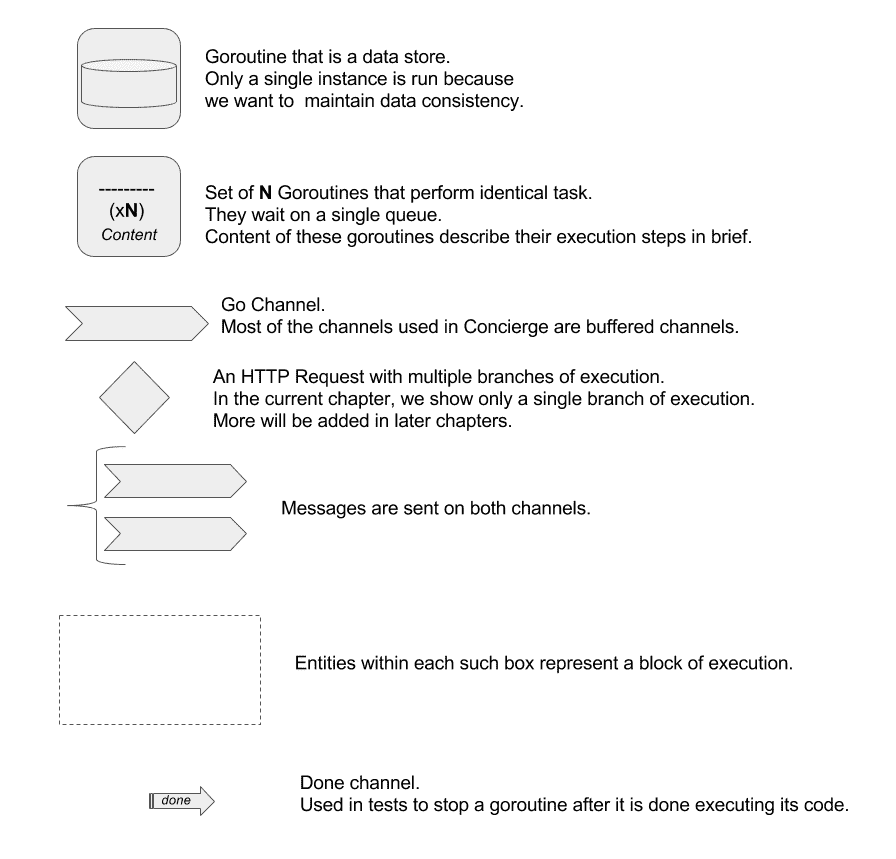 Goroutine that is a data store.
Only a single instance is run because
we want to maintain data consistency.
---------
(xN)
Content
Set of N Goroutines that perform identical task.
They wait on a single queue.
Content of these goroutines describe their execution steps in brief.
Go Channel.
Most of the channels used in Concierge are buffered channels.
An HTTP Request with multiple branches of execution.
In the current chapter, we show only a single branch of execution.
More will be added in later chapters.
Messages are sent on both channels.
Entities within each such box represent a block of execution.
done
Done channel.
Used in tests to stop a goroutine after it is done executing its code.